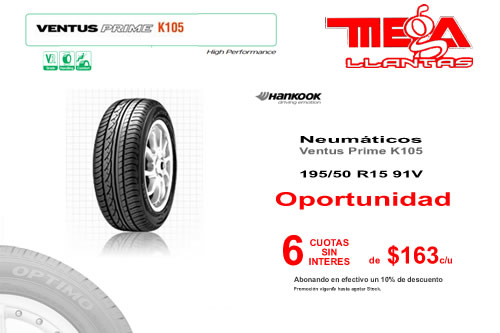 VENTUS PRIME K105
High Performance
MEGA
LLANTAS
HANKOOK
driving emotion
Neumáticos
Ventus Prime K105
195/50 R15 91V
Oportunidad
6 CUOTAS SIN INTERES de $163 c/u
Abonando en efectivo un 10% de descuento
Promoción vigente hasta agotar Stock.
OPTIMO